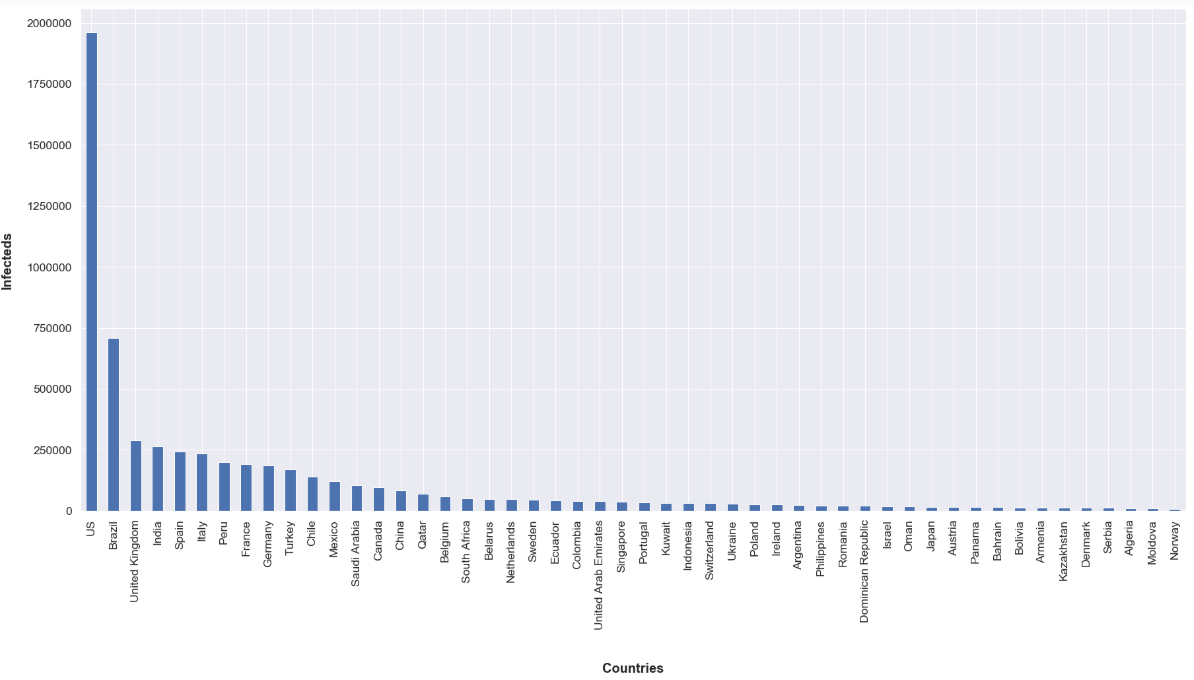 2000000
1750000
1500000
1250000
1000000
750000
500000
250000
0
Infecteds
US
Brazil
United Kingdom
India
Spain
Italy
Peru
France
Germany
Turkey
Chile
Mexico
Saudi Arabia
Canada
China
Qatar
Belgium
South Africa
Belarus
Netherlands
Sweden
Ecuador
Colombia
United Arab Emirates
Singapore
Portugal
Kuwait
Indonesia
Switzerland
Ukraine
Poland
Ireland
Argentina
Philippines
Romania
Dominican Republic
Israel
Oman
Japan
Austria
Panama
Bahrain
Bolivia
Armenia
Kazakhstan
Denmark
Serbia
Algeria
Moldova
Norway
Countries